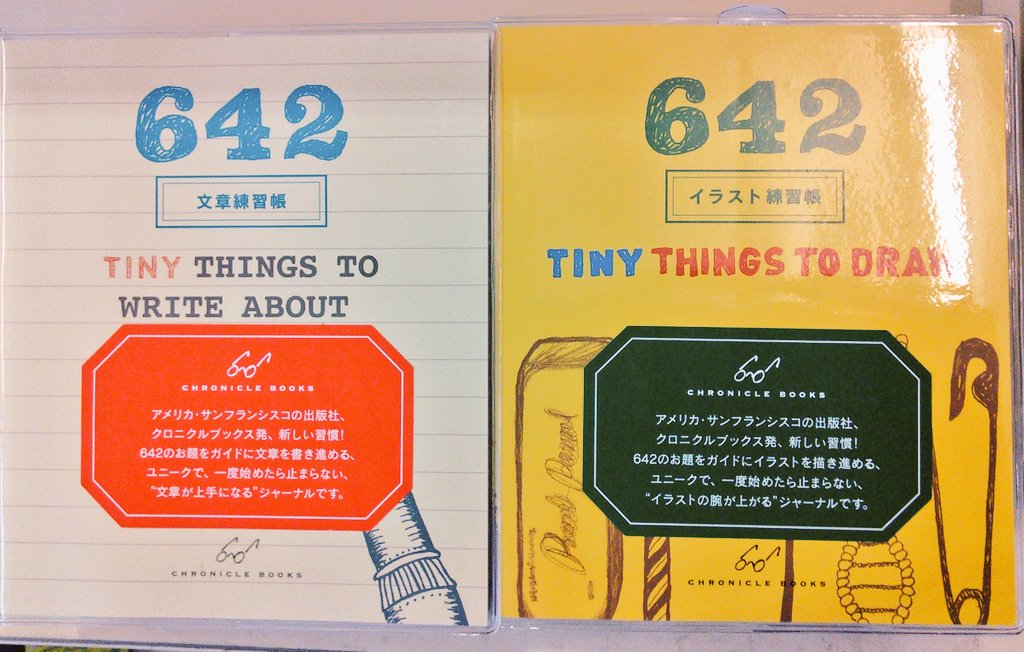 642
文章練習帳
TINY THINGS TO
WRITE ABOUT
CHRONICLE BOOKS
アメリカ・サンフランシスコの出版社、
クロニクルブックス発、新しい習慣!
642のお題をガイドに文章を書き進める、
ユニークで、一度始めたら止まらない、
"文章が上手になる"ジャーナルです。
CHRONICLE BOOKS
642
イラスト練習帳
TINY THINGS TO DRAW
CHRONICLE BOOKS
アメリカ・サンフランシスコの出版社、
クロニクルブックス発、新しい習慣!
642のお題をガイドにイラストを描き進める、
ユニークで、一度始めたら止まらない、
"イラストの腕が上がる"ジャーナルです。
CHRONICLE BOOKS